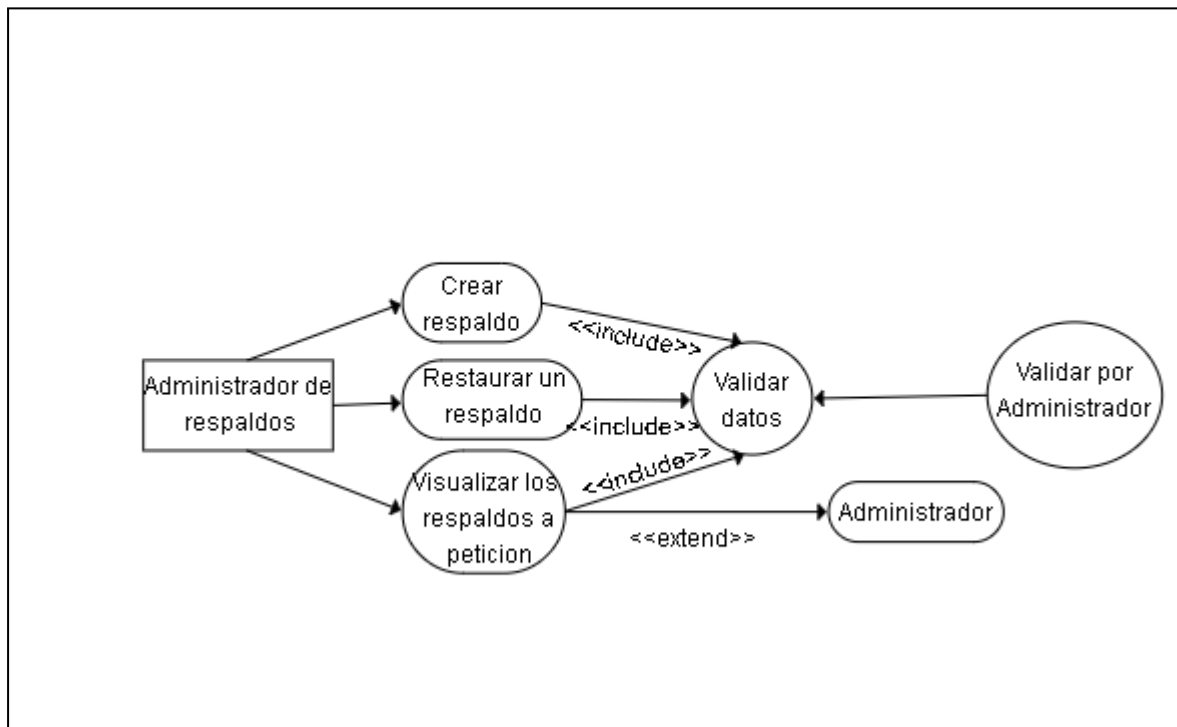 Crear
respaldo
<<include>>
Administrador de
respaldos
Restaurar un
respaldo
<<include>>
Validar
datos
Validar por
Administrador
Visualizar los
respaldos a
peticion
<<include>>
<<extend>>
Administrador